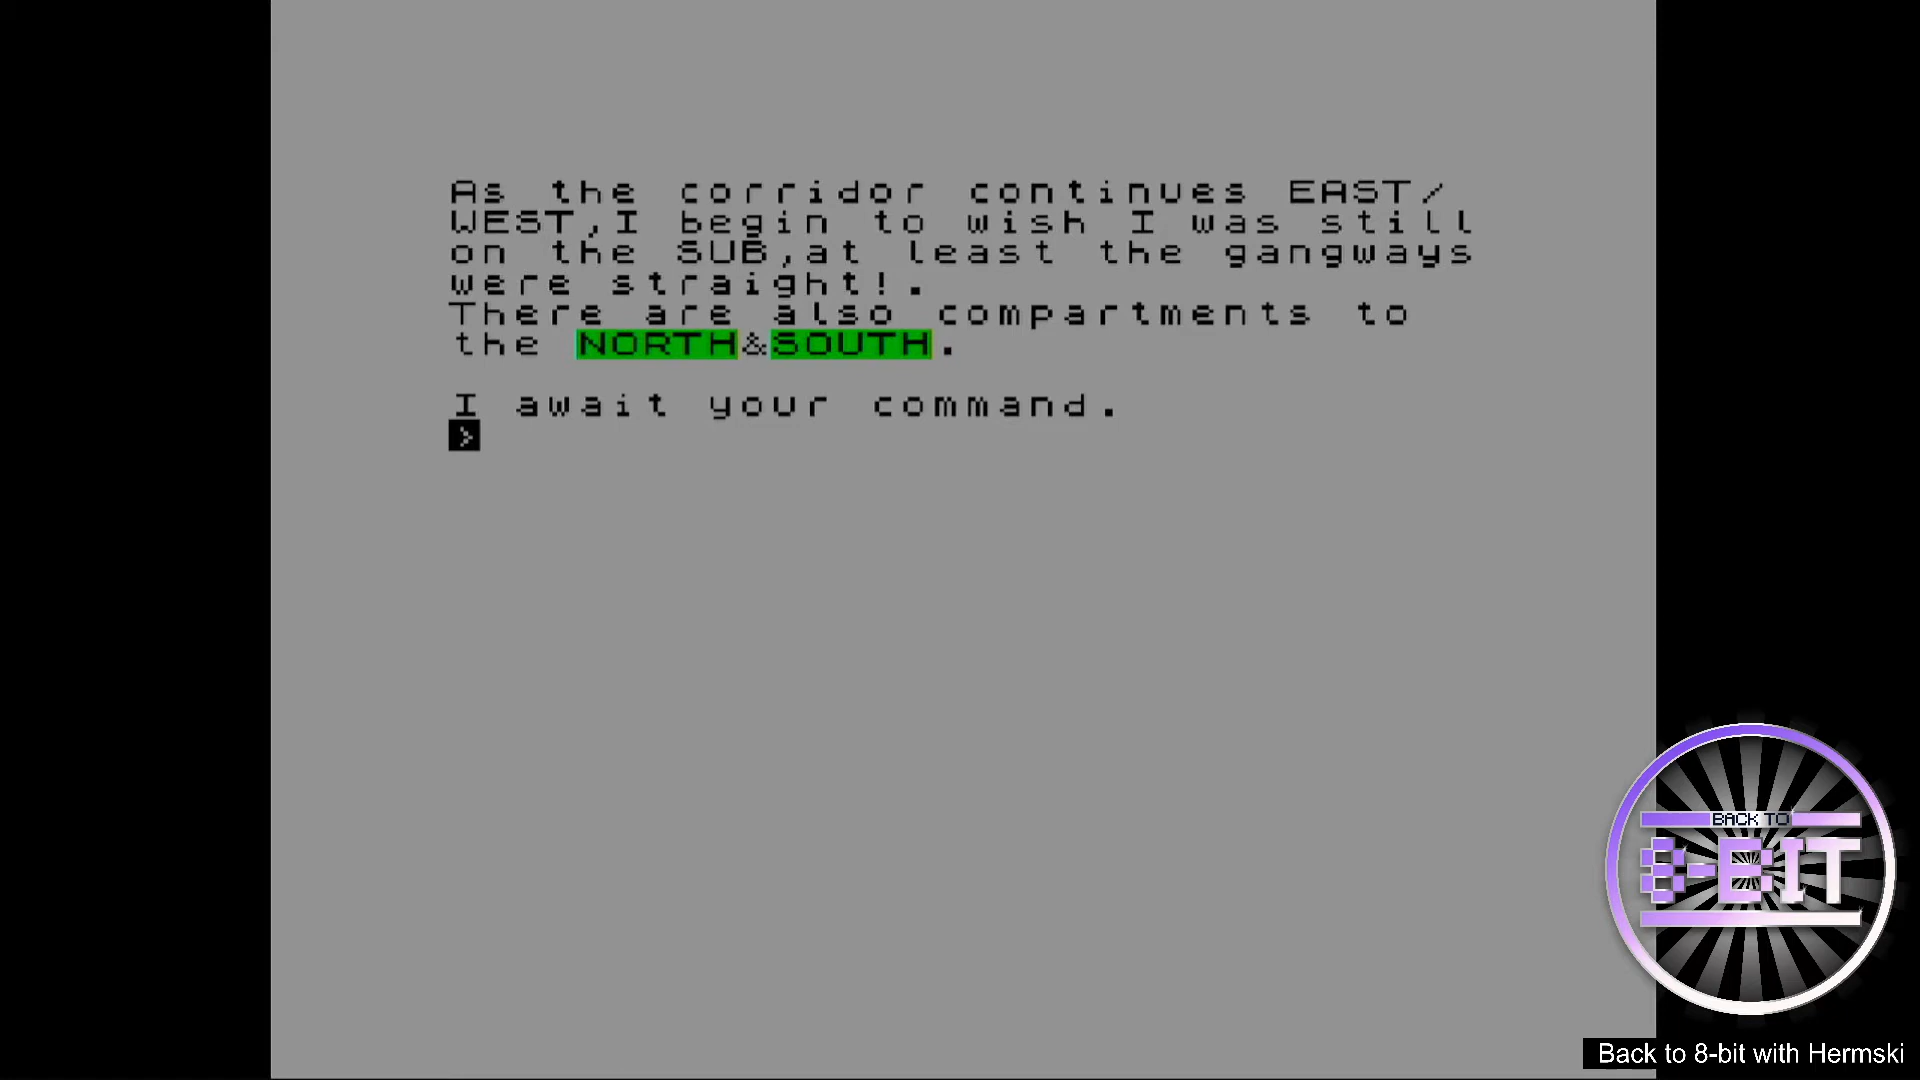 As the corridor continues EAST/
WEST,I begin to wish I was still
on the SUB,at least the gangways
were straight!.
There are also compartments to
the NORTH&SOUTH.
I await your command.
>
BACK TO
8-BIT
Back to 8-bit with Hermski